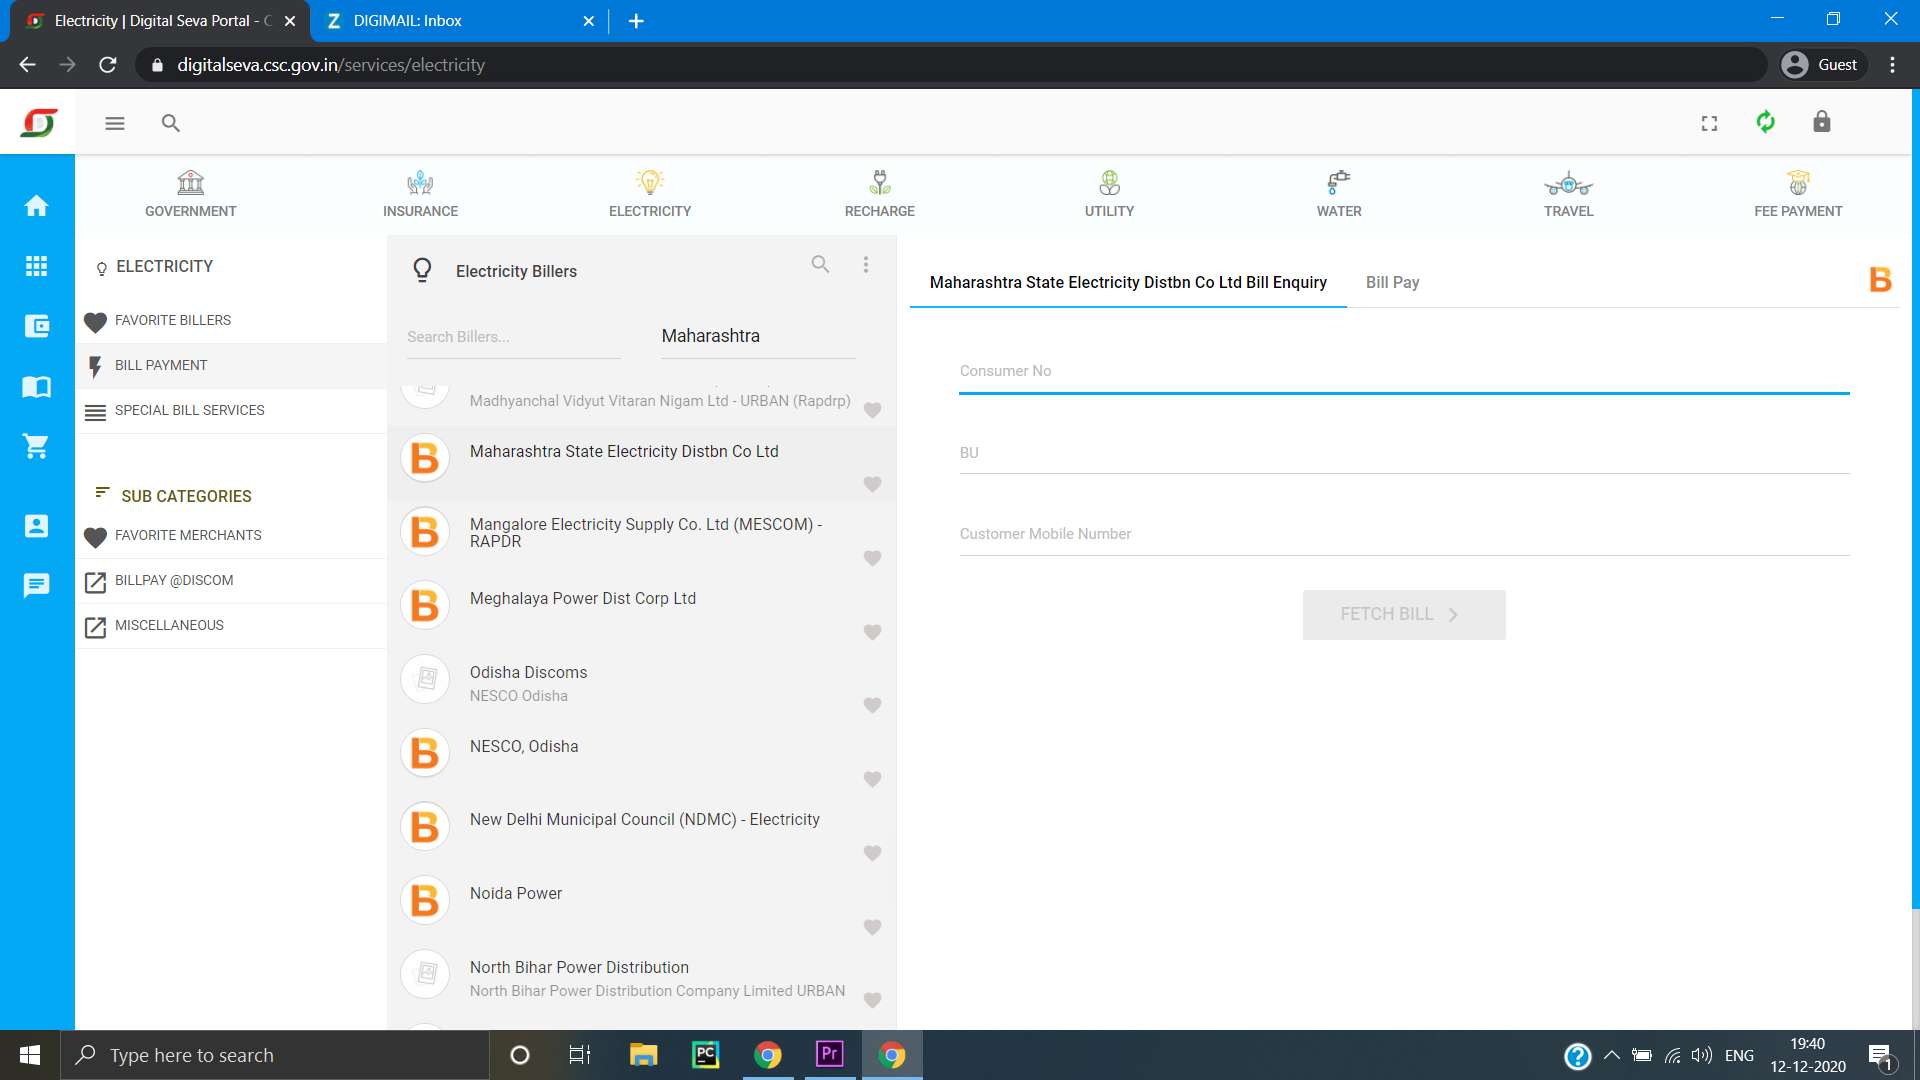 Electricity | Digital Seva Portal - C
DIGIMAIL: Inbox
digitalseva.csc.gov.in/services/electricity
Guest
GOVERNMENT
INSURANCE
ELECTRICITY
RECHARGE
UTILITY
WATER
TRAVEL
FEE PAYMENT
ELECTRICITY
FAVORITE BILLERS
BILL PAYMENT
SPECIAL BILL SERVICES
SUB CATEGORIES
FAVORITE MERCHANTS
BILLPAY @DISCOM
MISCELLANEOUS
Electricity Billers
Search Billers...
Maharashtra
Madhyanchal Vidyut Vitaran Nigam Ltd - URBAN (Rapdrp)
Maharashtra State Electricity Distbn Co Ltd
Mangalore Electricity Supply Co. Ltd (MESCOM) -
RAPDR
Meghalaya Power Dist Corp Ltd
Odisha Discoms
NESCO Odisha
NESCO, Odisha
New Delhi Municipal Council (NDMC) - Electricity
Noida Power
North Bihar Power Distribution
North Bihar Power Distribution Company Limited URBAN
Maharashtra State Electricity Distbn Co Ltd Bill Enquiry
Bill Pay
B
Consumer No
BU
Customer Mobile Number
FETCH BILL
Type here to search
PC
Pr
ENG
19:40
12-12-2020
1